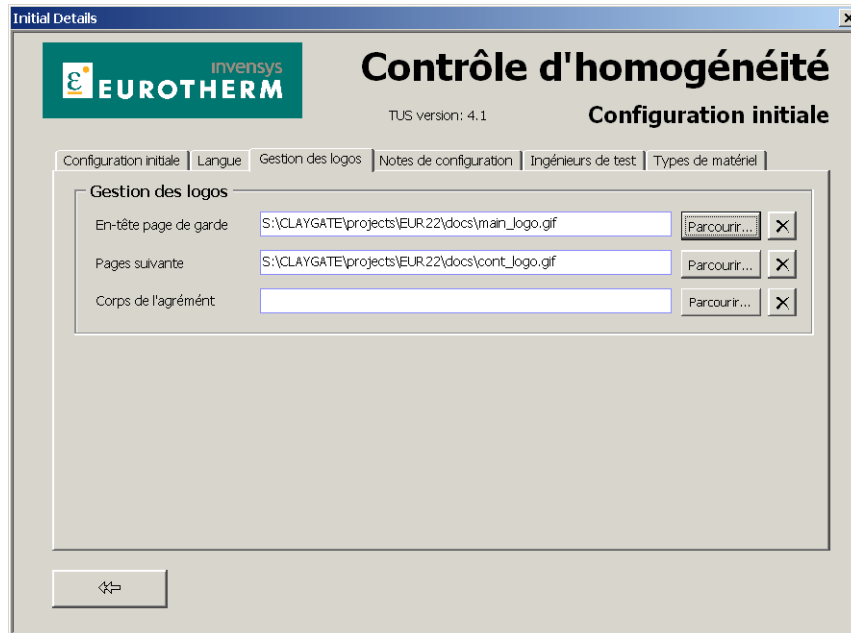 Initial Details
invensys
EUROTHERM
Contrôle d'homogénéité
TUS version: 4.1
Configuration initiale
Configuration initiale Langue Gestion des logos Notes de configuration Ingénieurs de test Types de matériel
Gestion des logos
En-tête page de garde S:\CLAYGATE\projects\EUR22\docs\main_logo.gif Parcourir...
Pages suivante S:\CLAYGATE\projects\EUR22\docs\cont_logo.gif Parcourir...
Corps de l'agrémént Parcourir...